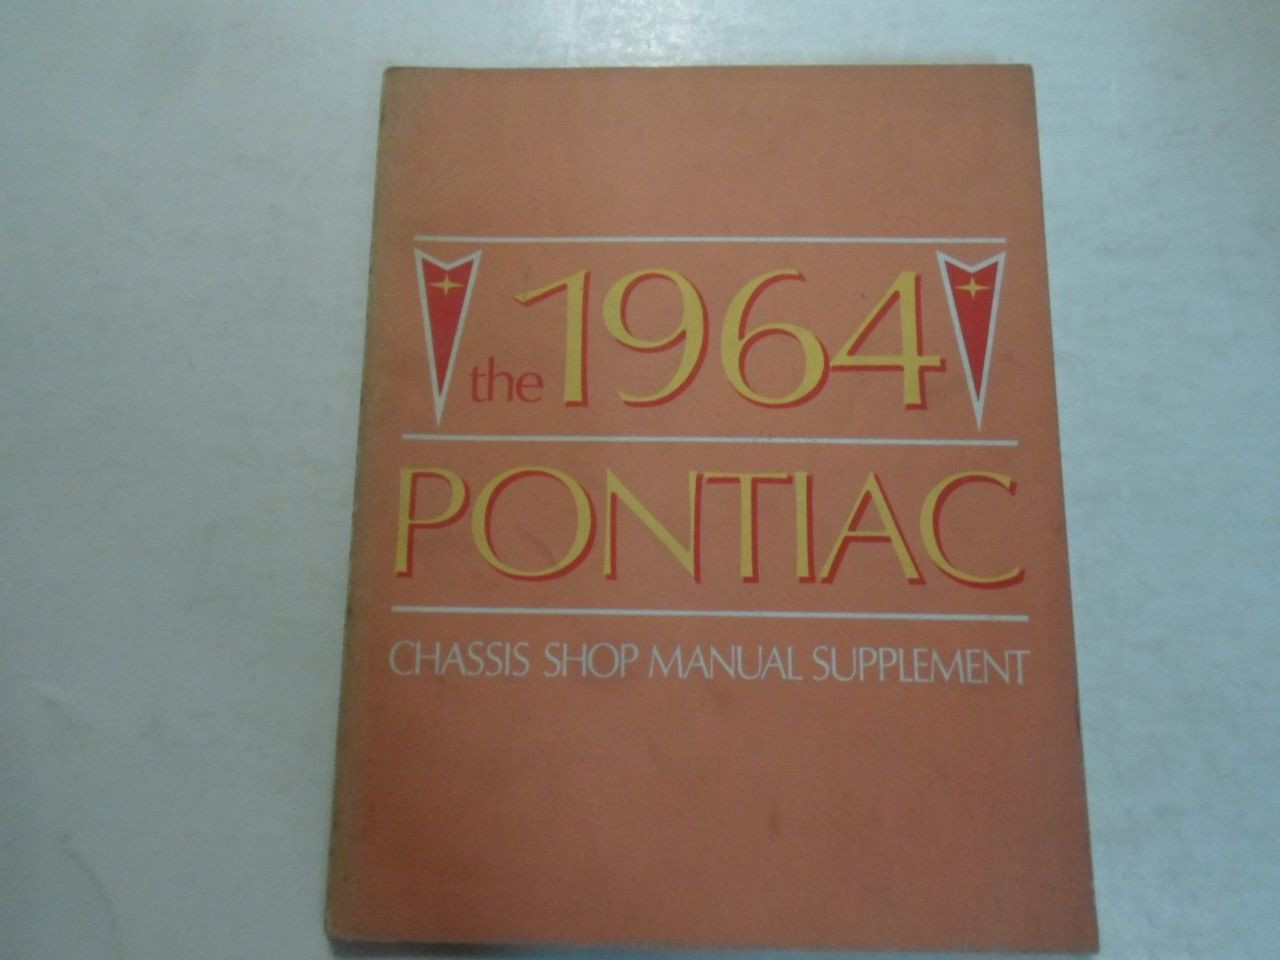 the 1964
PONTIAC
CHASSIS SHOP MANUAL SUPPLEMENT